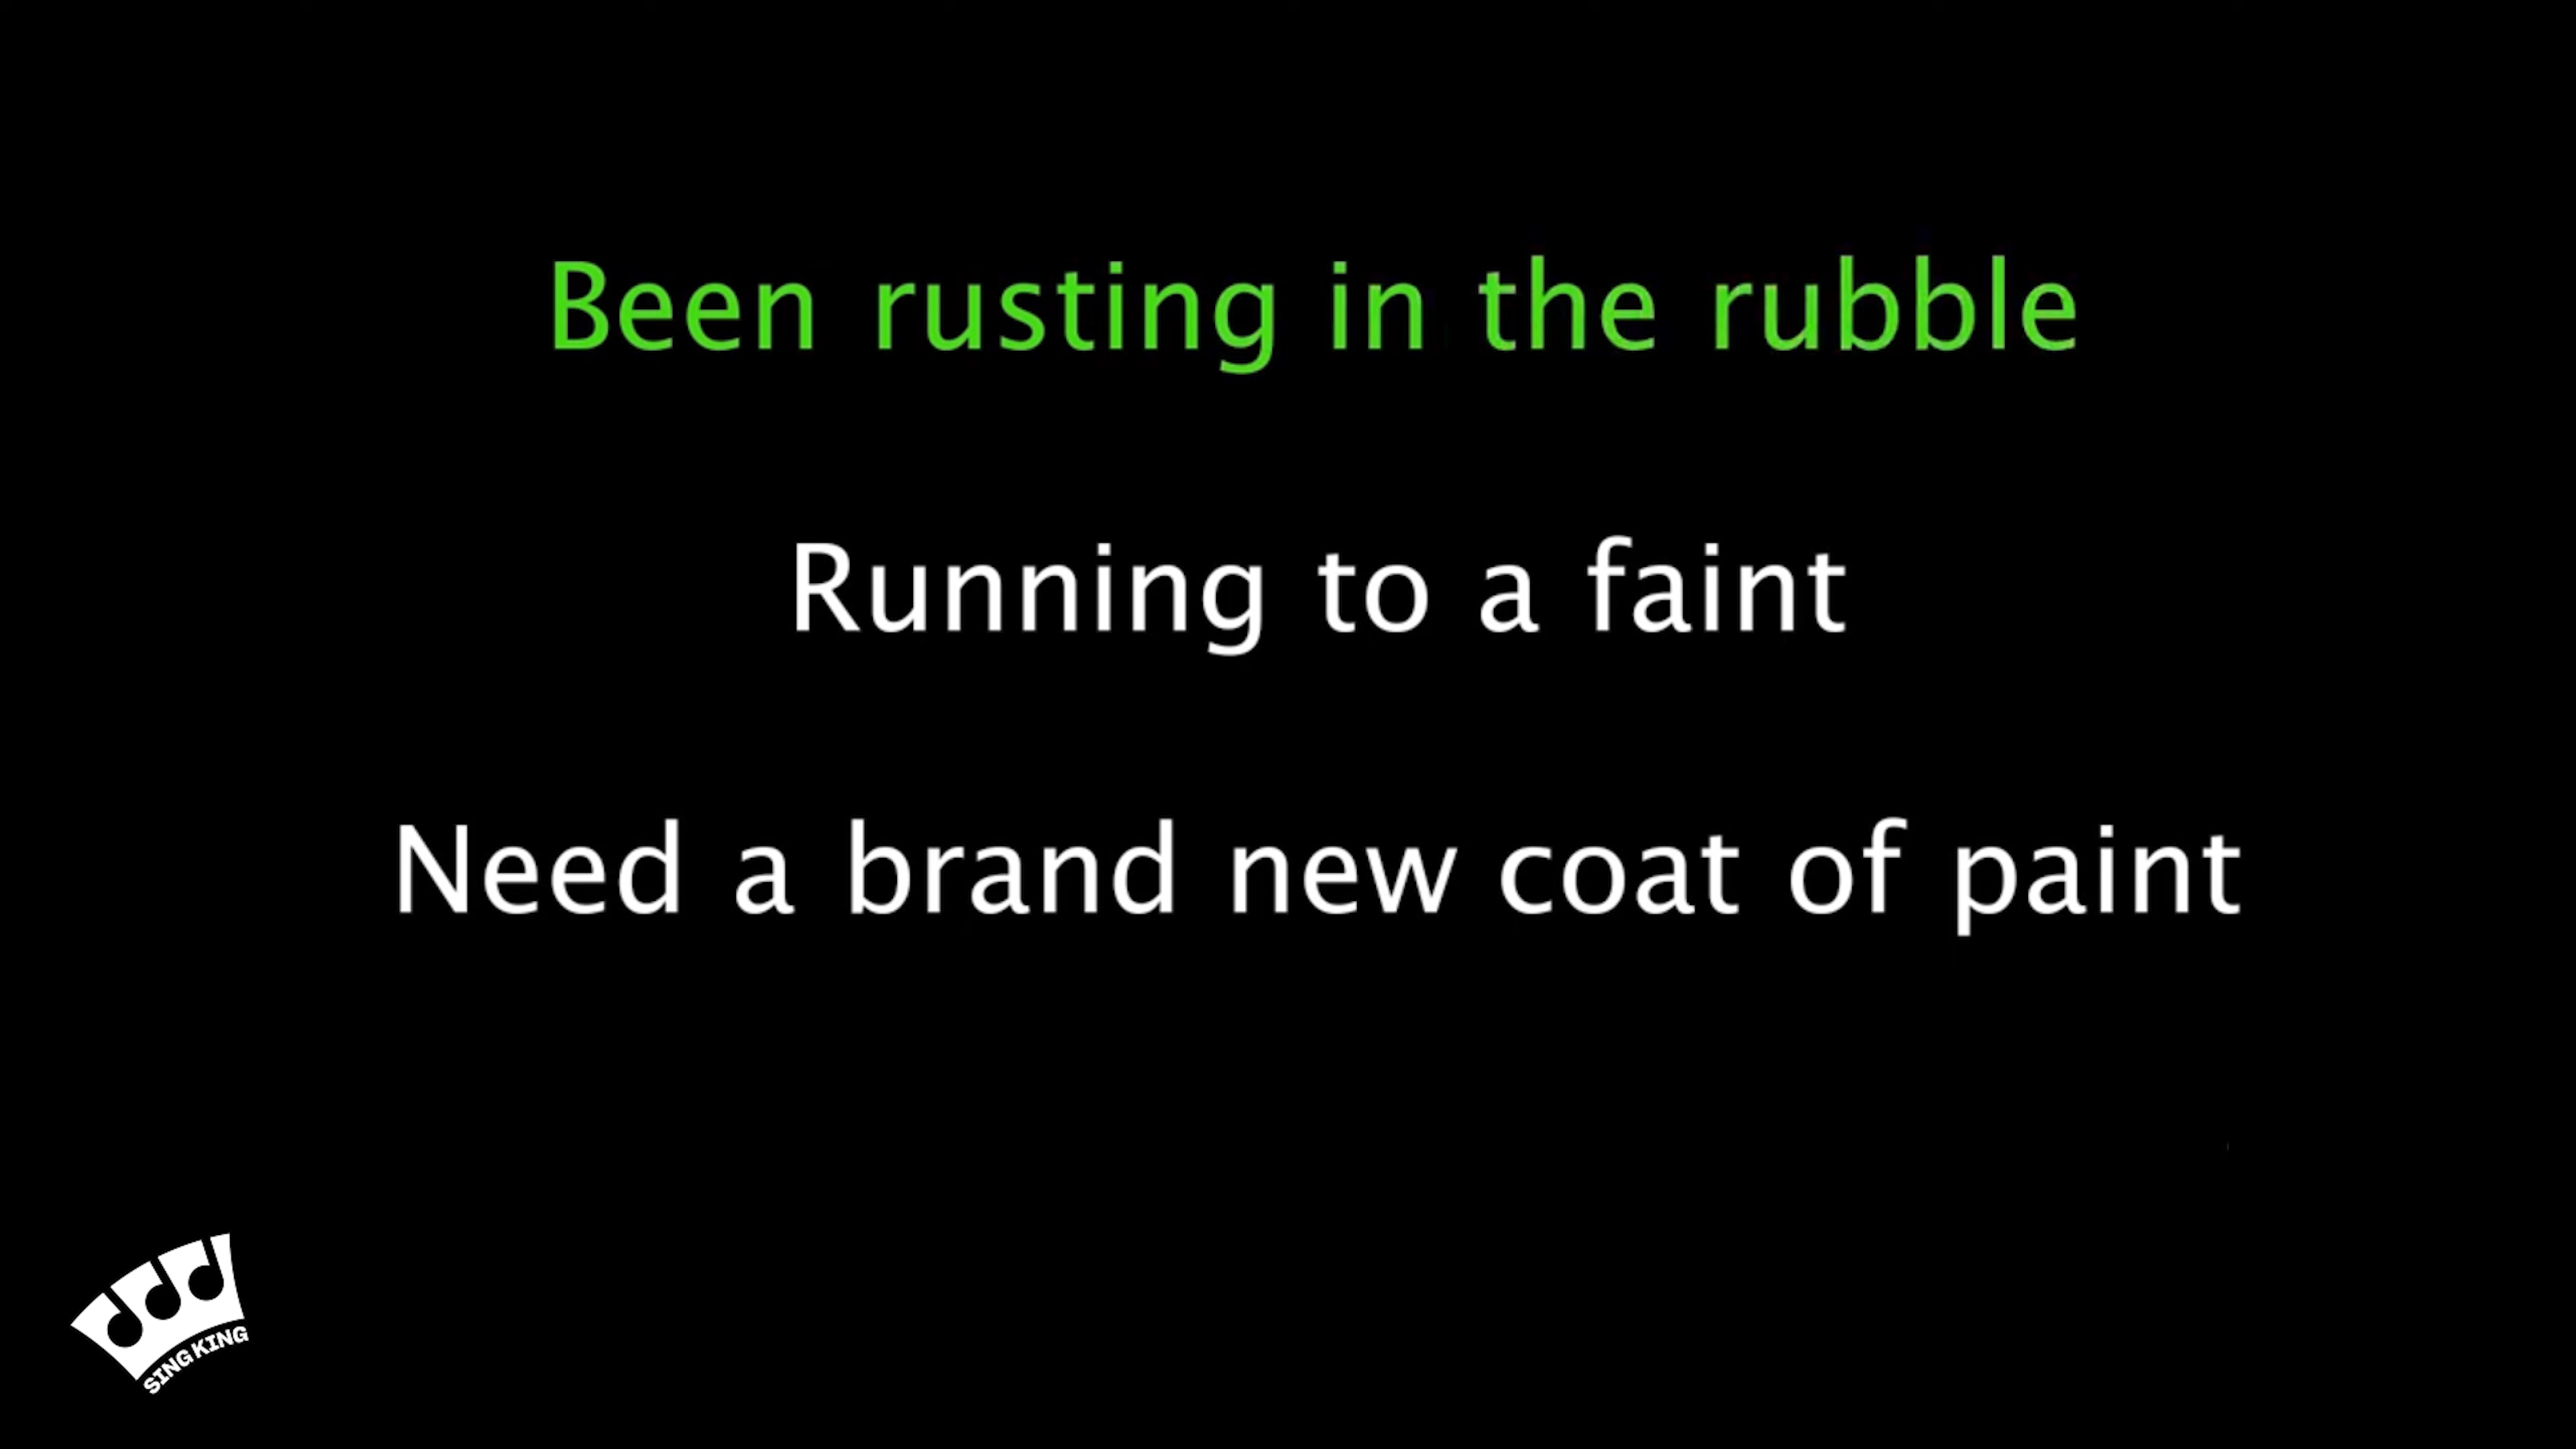 Been rusting in the rubble
Running to a faint
Need a brand new coat of paint
SING KING